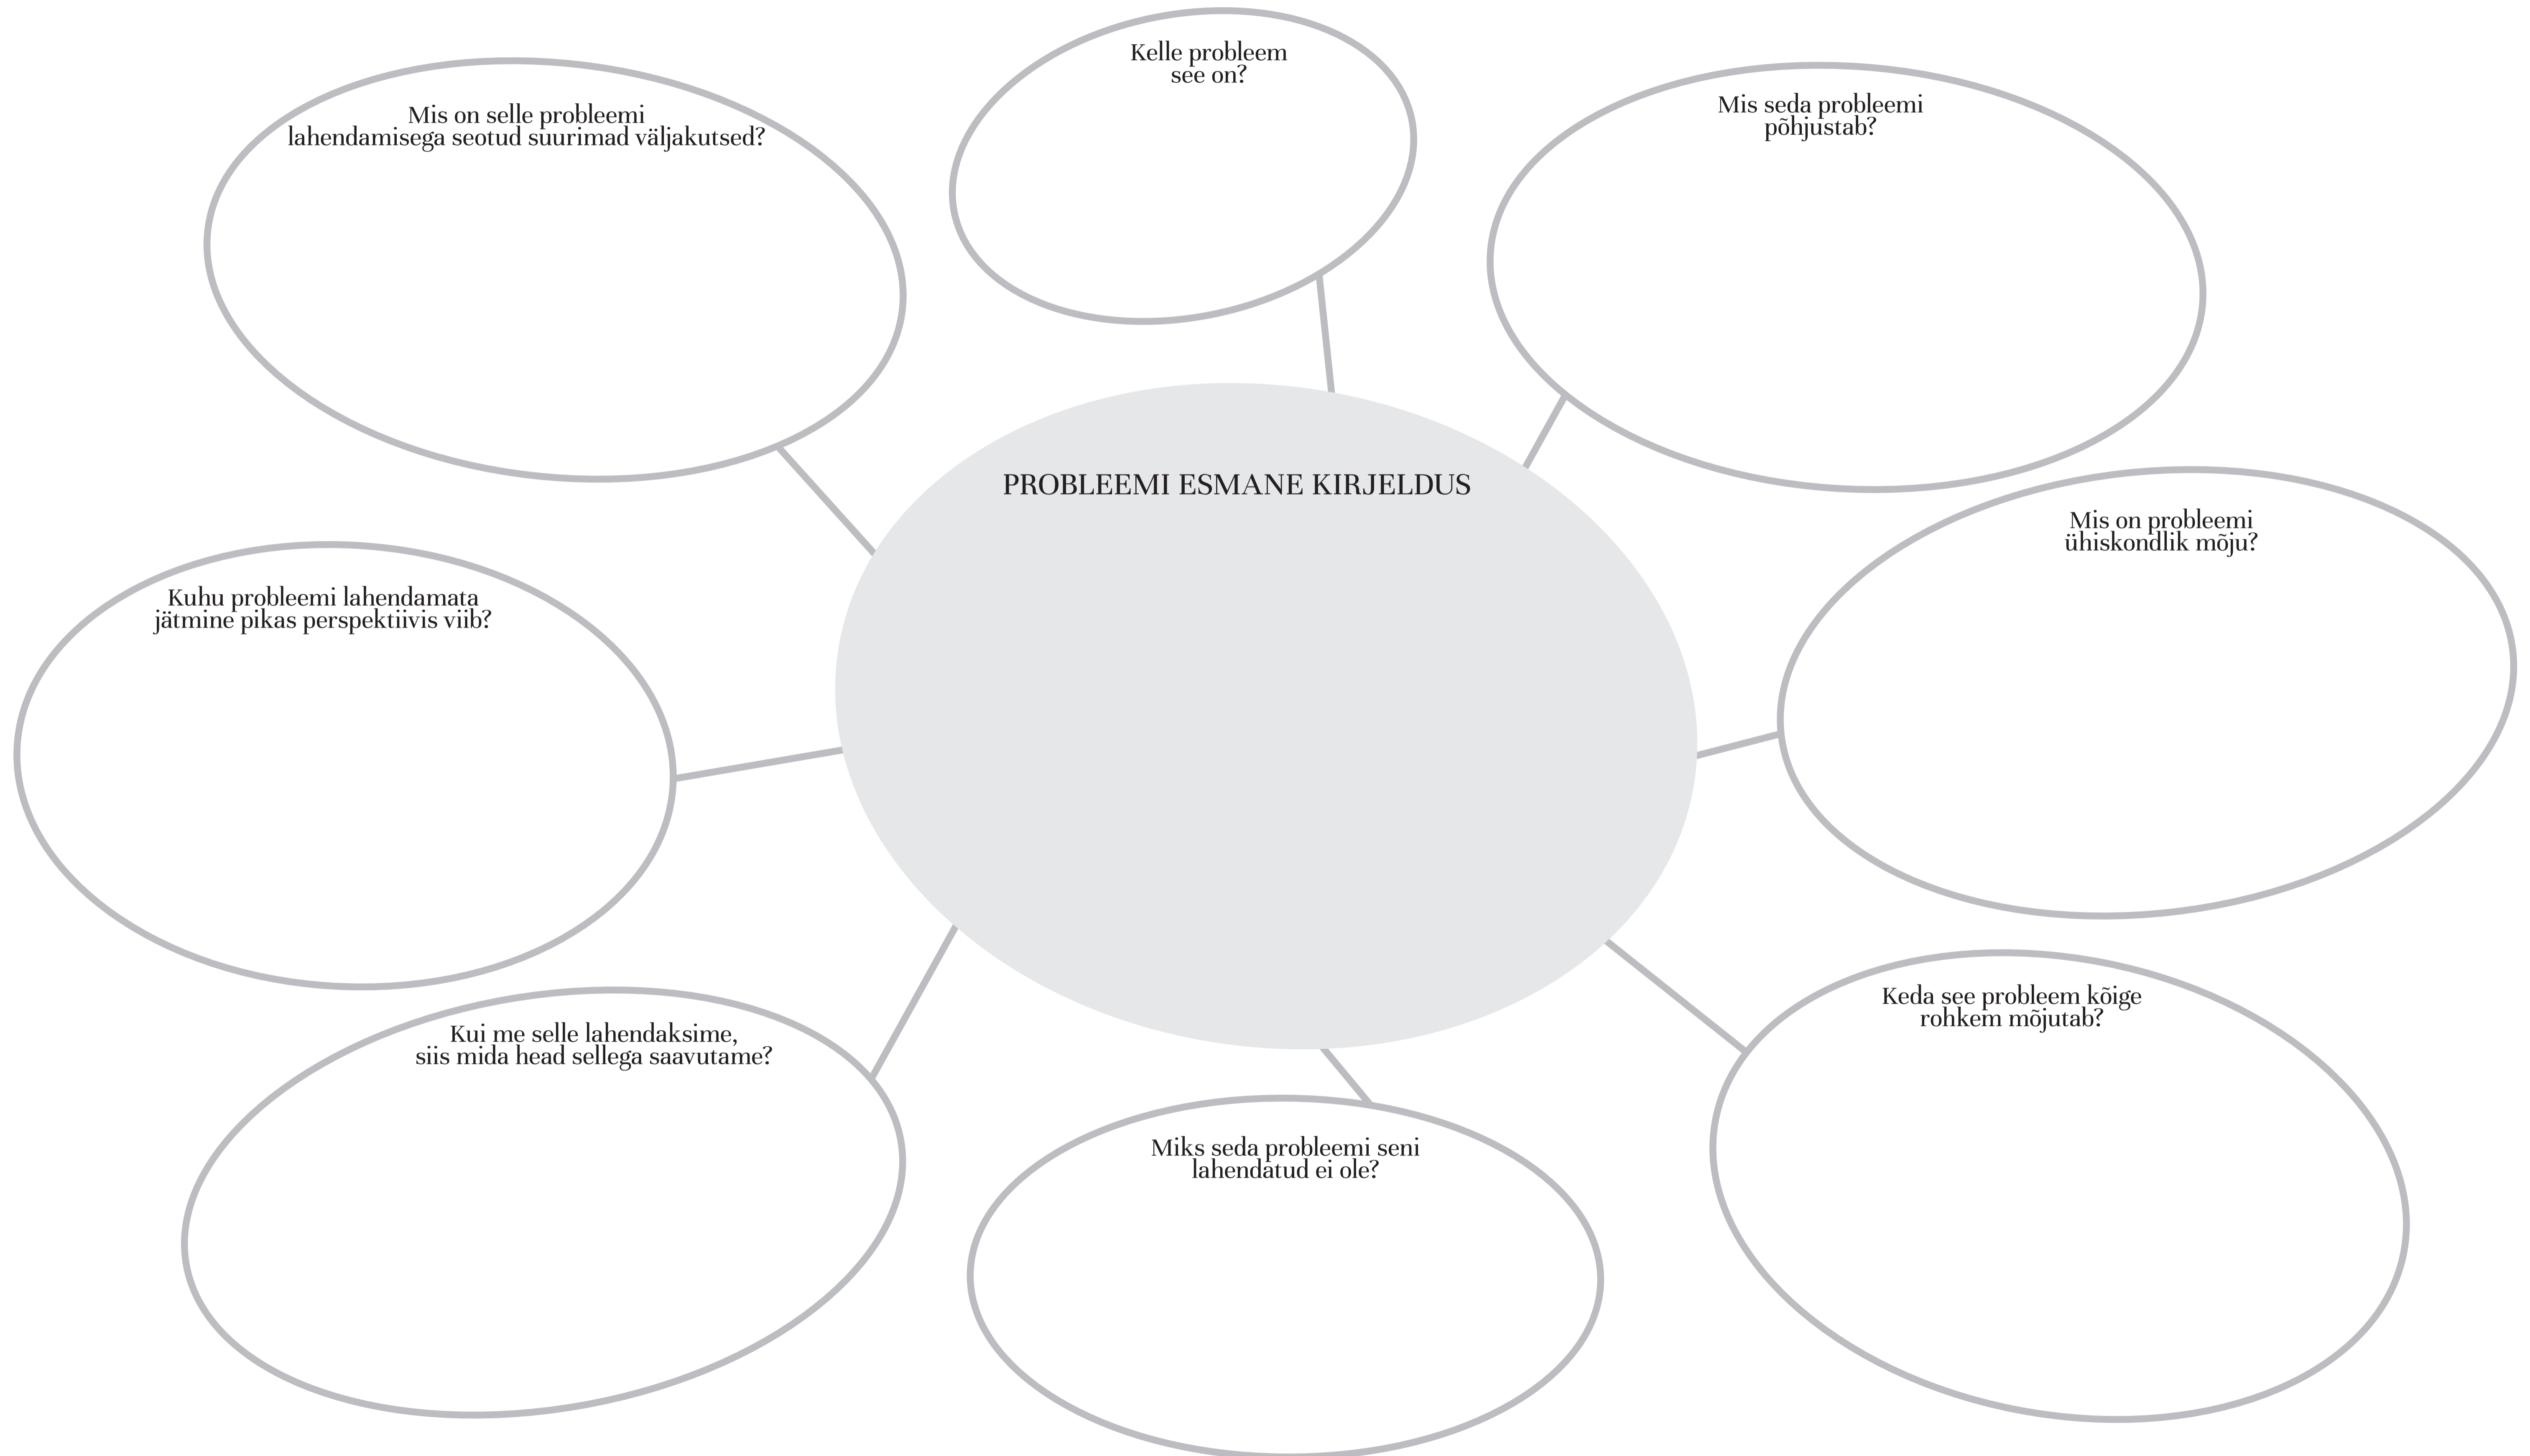 Kelle probleem
see on?
Mis on selle probleemi
lahendamisega seotud suurimad väljakutsed?
Mis seda probleemi
põhjustab?
PROBLEEMI ESMANE KIRJELDUS
Mis on probleemi
ühiskondlik mõju?
Kuhu probleemi lahendamata
jätmine pikas perspektiivis viib?
Keda see probleem kõige
rohkem mõjutab?
Kui me selle lahendaksime,
siis mida head sellega saavutame?
Miks seda probleemi seni
lahendatud ei ole?